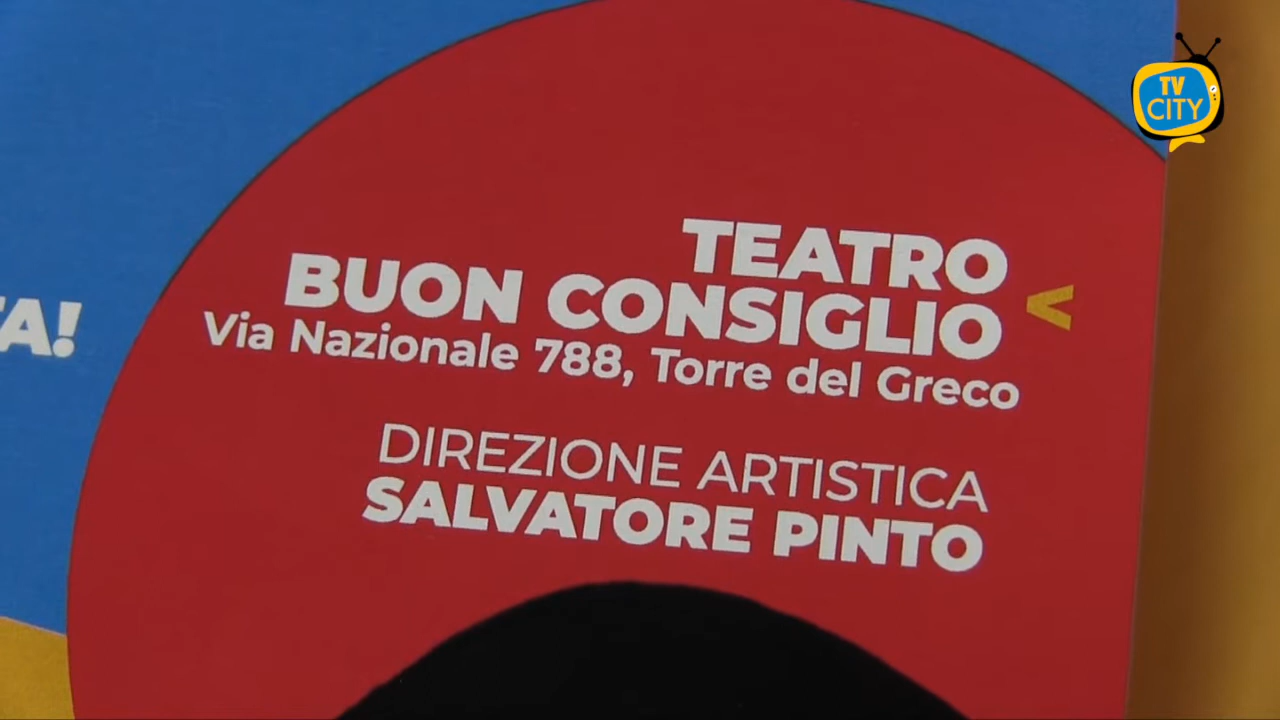 TV
CITY
TEATRO
BUON CONSIGLIO <
Via Nazionale 788, Torre del Greco
DIREZIONE ARTISTICA
SALVATORE PINTO